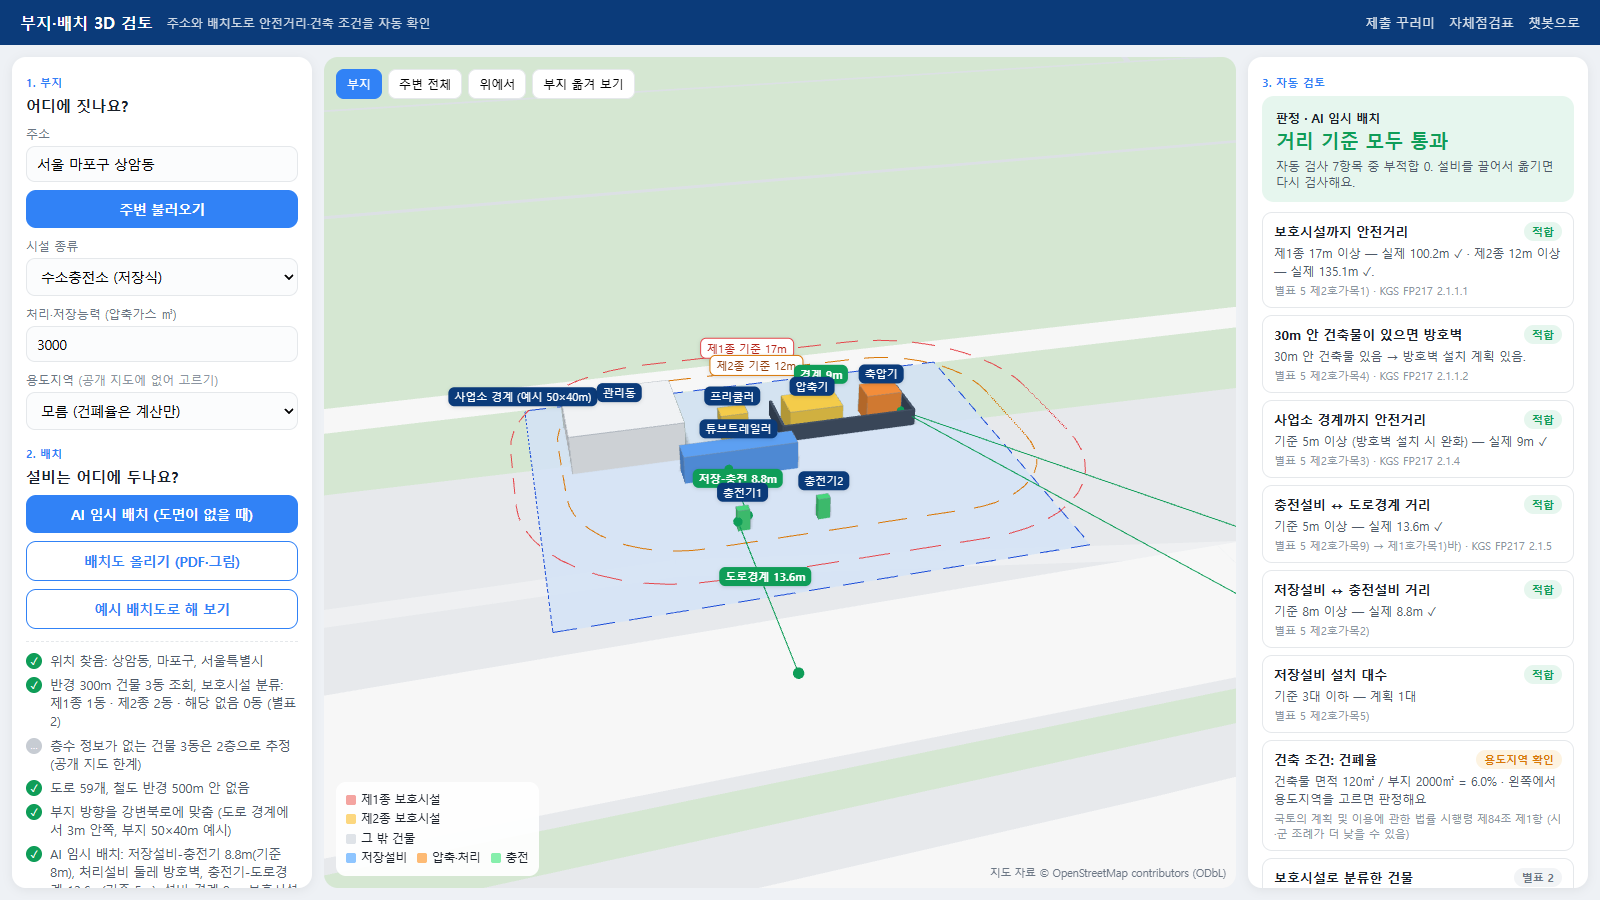 부지·배치 3D 검토 주소와 배치도로 안전거리·건축 조건을 자동 확인 제출 꾸러미 자체점검표 챗봇으로
1. 부지
어디에 짓나요?
주소
서울 마포구 상암동
주변 불러오기
시설 종류
수소충전소 (저장식)
처리·저장능력 (압축가스 ㎥)
3000
용도지역 (공개 지도에 없어 고르기)
모름 (건폐율은 계산만)
2. 배치
설비는 어디에 두나요?
AI 임시 배치 (도면이 없을 때)
배치도 올리기 (PDF·그림)
예시 배치도로 해 보기
위치 찾음: 상암동, 마포구, 서울특별시
반경 300m 건물 3동 조회, 보호시설 분류:
제1종 1동 · 제2종 2동 · 해당 없음 0동 (별표
2)
층수 정보가 없는 건물 3동은 2층으로 추정
(공개 지도 한계)
도로 59개, 철도 반경 500m 안 없음
부지 방향을 강변북로에 맞춤 (도로 경계에
서 3m 안쪽, 부지 50×40m 예시)
AI 임시 배치: 저장설비-충전기 8.8m(기준
8m), 처리설비 둘레 방호벽, 충전기-도로경
부지 주변 전체 위에서 부지 옮겨 보기
제1종 기준 17m
제2종 기준 12m
경계 9m
축압기
압축기
사업소 경계 (예시 50×40m)
관리동
프리쿨러
튜브트레일러
저장-충전 8.8m
충전기2
충전기1
도로경계 13.6m
제1종 보호시설
제2종 보호시설
그 밖 건물
저장설비 압축·처리 충전
지도 자료 © OpenStreetMap contributors (ODbL)
3. 자동 검토
판정 · AI 임시 배치
거리 기준 모두 통과
자동 검사 7항목 중 부적합 0. 설비를 끌어서 옮기면
다시 검사해요.
보호시설까지 안전거리 적합
제1종 17m 이상 — 실제 100.2m ✓ · 제2종 12m 이상
— 실제 135.1m ✓.
별표 5 제2호가목1) · KGS FP217 2.1.1.1
30m 안 건축물이 있으면 방호벽 적합
30m 안 건축물 있음 → 방호벽 설치 계획 있음.
별표 5 제2호가목4) · KGS FP217 2.1.1.2
사업소 경계까지 안전거리 적합
기준 5m 이상 (방호벽 설치 시 완화) — 실제 9m ✓
별표 5 제2호가목3) · KGS FP217 2.1.4
충전설비 ↔ 도로경계 거리 적합
기준 5m 이상 — 실제 13.6m ✓
별표 5 제2호가목9) → 제1호가목1)바) · KGS FP217 2.1.5
저장설비 ↔ 충전설비 거리 적합
기준 8m 이상 — 실제 8.8m ✓
별표 5 제2호가목2)
저장설비 설치 대수 적합
기준 3대 이하 — 계획 1대
별표 5 제2호가목5)
건축 조건: 건폐율 용도지역 확인
건축물 면적 120㎡ / 부지 2000㎡ = 6.0% · 왼쪽에서
용도지역을 고르면 판정해요
국토의 계획 및 이용에 관한 법률 시행령 제84조 제1항 (시
·군 조례가 더 낮을 수 있음)
보호시설로 분류한 건물 별표 2